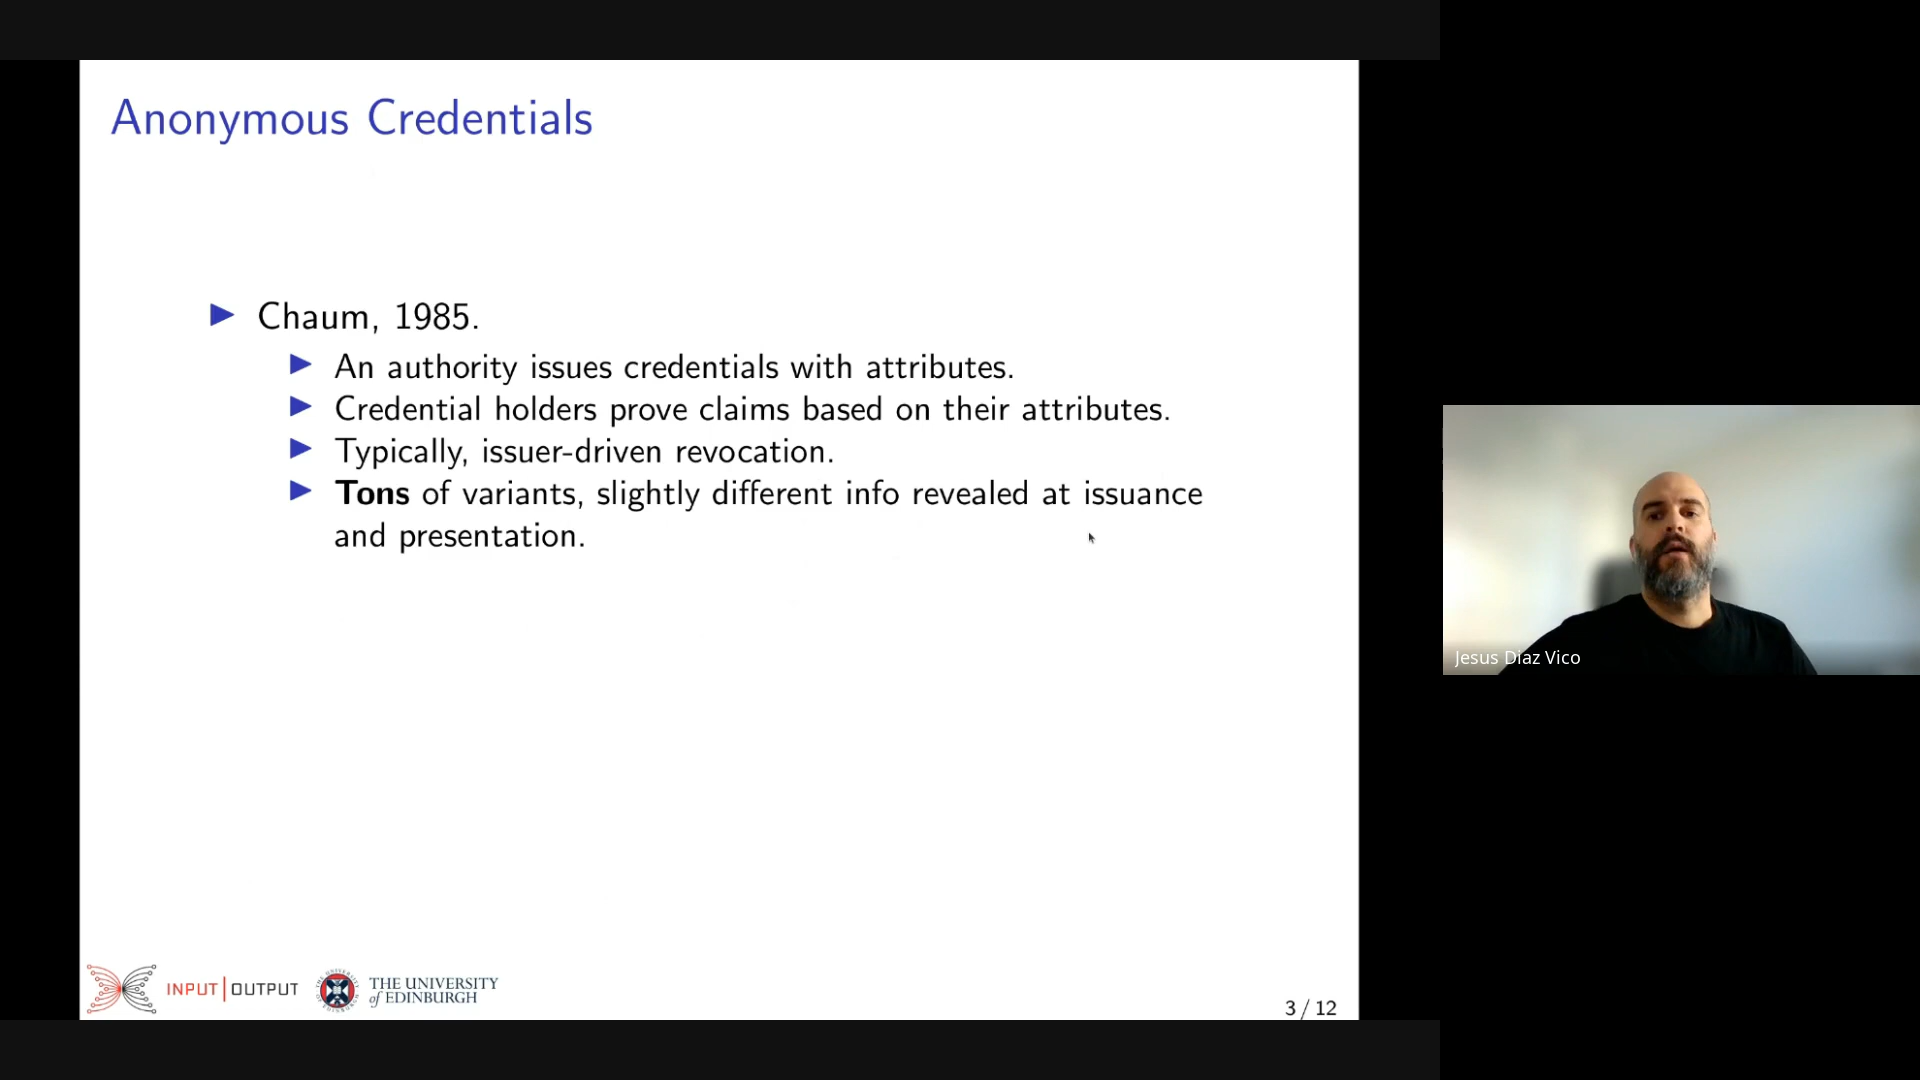 Anonymous Credentials
Chaum, 1985.
An authority issues credentials with attributes.
Credential holders prove claims based on their attributes.
Typically, issuer-driven revocation.
Tons of variants, slightly different info revealed at issuance
and presentation.
Jesus Diaz Vico
INPUT|OUTPUT
THE UNIVERSITY
of EDINBURGH
3 / 12